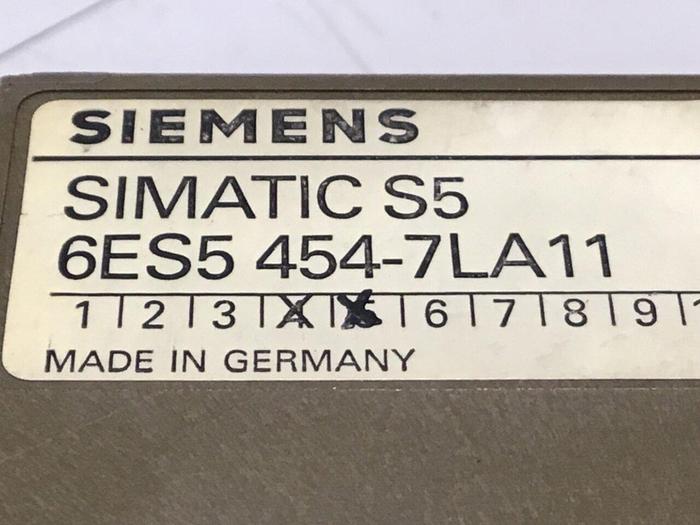 SIEMENS
SIMATIC S5
6ES5 454-7LA11
1 | 2 | 3 | 4 | 5 | 6 | 7 | 8 | 9 |
MADE IN GERMANY